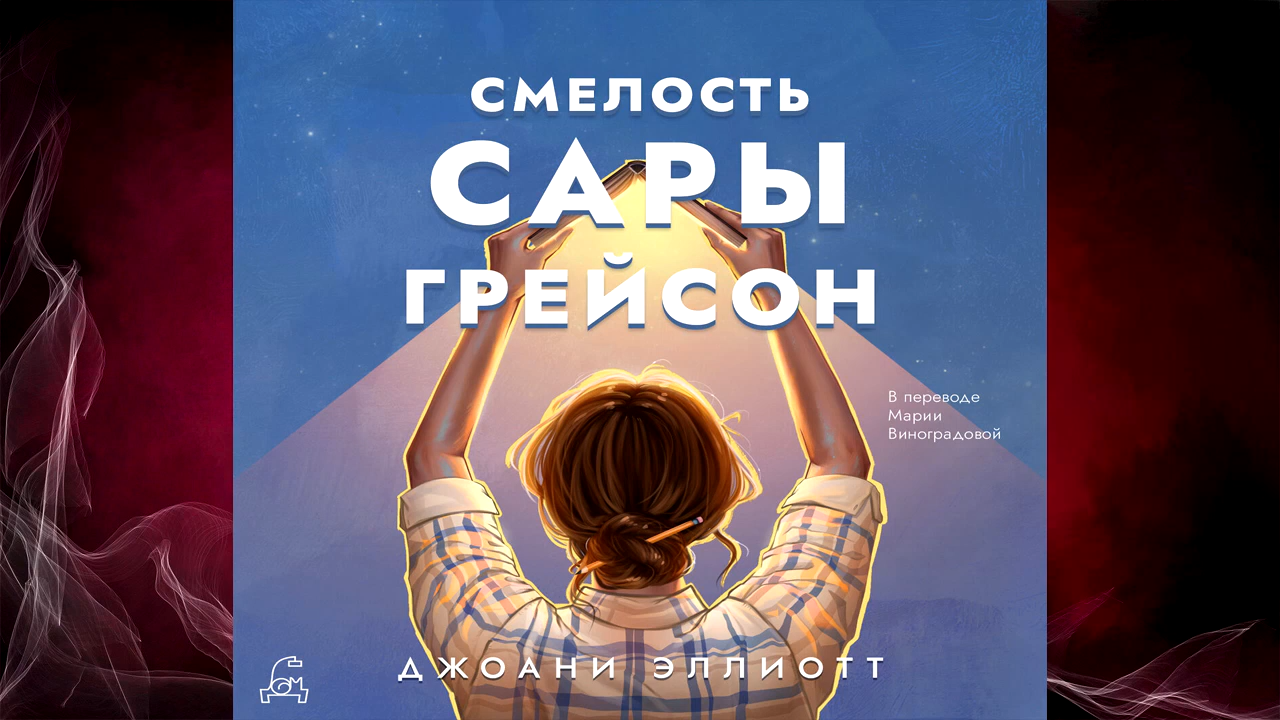 СМЕЛОСТЬ
САРЫ
ГРЕЙСОН
В переводе
Марии
Виноградовой
ДЖОАНИ ЭЛЛИОТТ